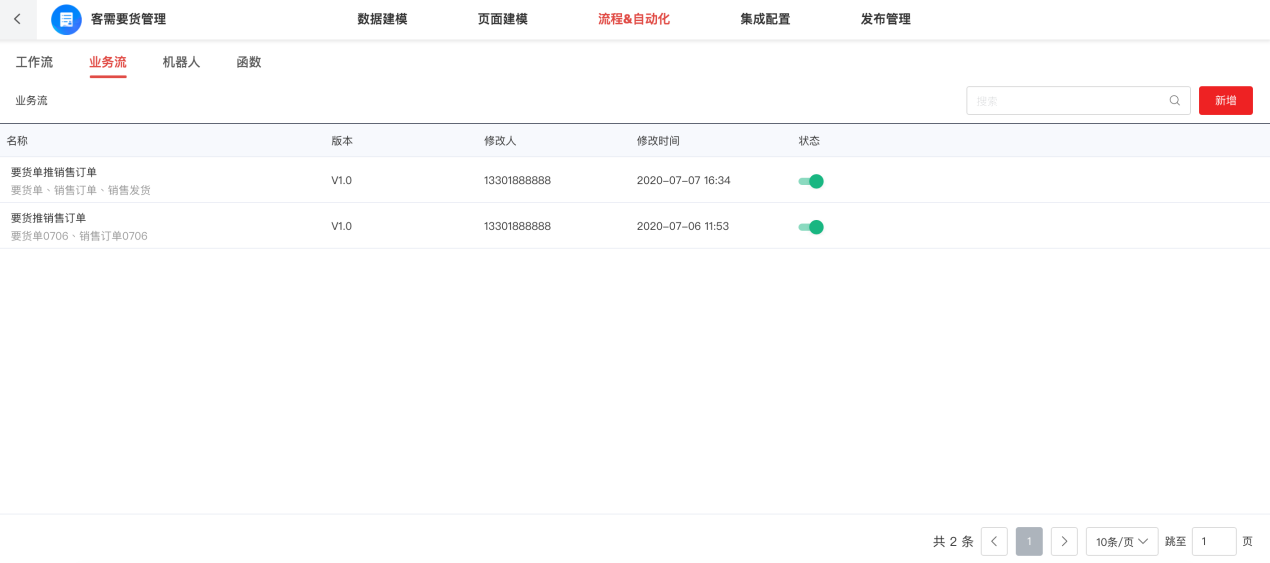 客需要货管理 数据建模 页面建模 流程&自动化 集成配置 发布管理
工作流 业务流 机器人 函数
业务流 搜索 新增
名称 版本 修改人 修改时间 状态
要货单推销售订单
要货单、销售订单、销售发货
V1.0 13301888888 2020-07-07 16:34
要货推销售订单
要货单0706、销售订单0706
V1.0 13301888888 2020-07-06 11:53
共 2 条 1 10条/页 跳至 1 页